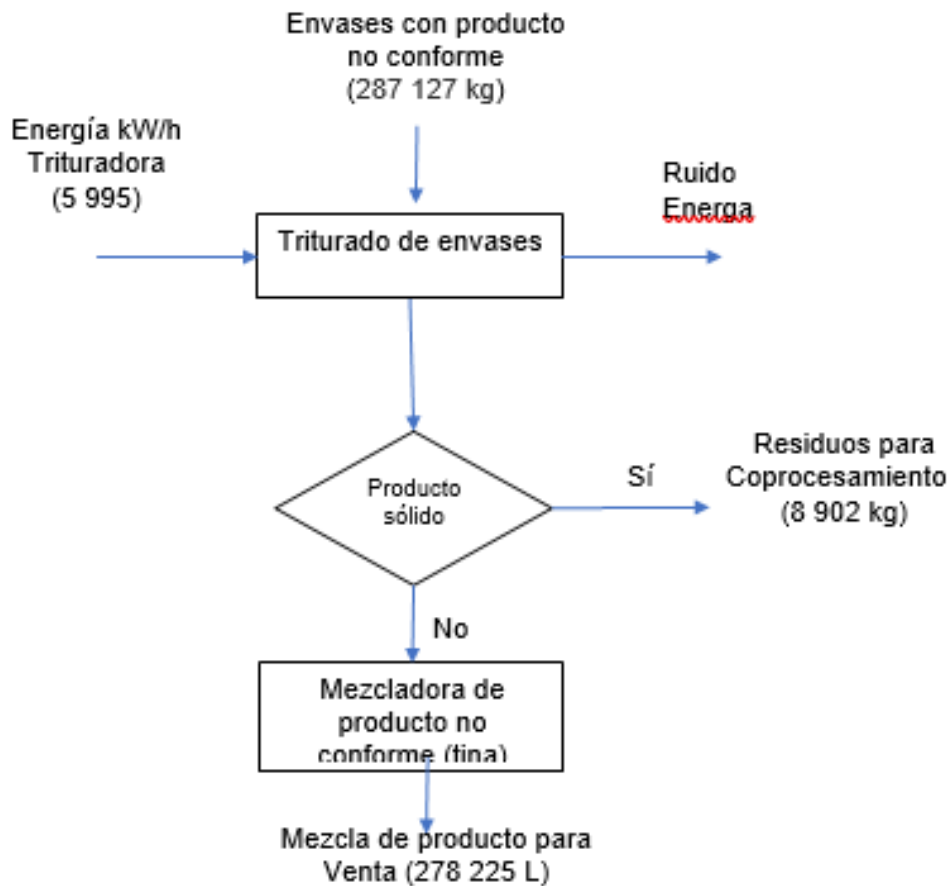 Envases con producto
no conforme
(287 127 kg)
Energía kW/h
Trituradora
(5 995)
Ruido
Energa
Triturado de envases
Producto
sólido
Sí
Residuos para
Coprocesamiento
(8 902 kg)
No
Mezcladora de
producto no
conforme (tina)
Mezcla de producto para
Venta (278 225 L)